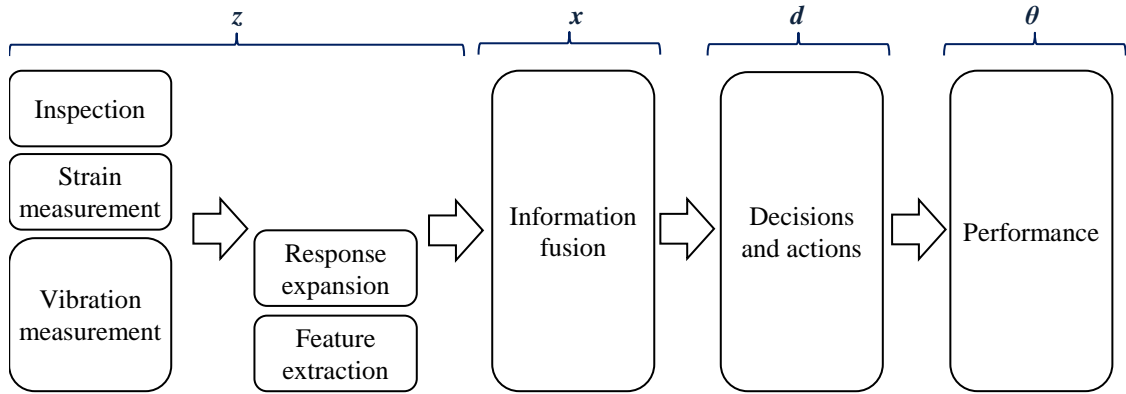 z
x
d
θ
Inspection
Strain
measurement
Vibration
measurement
Response
expansion
Feature
extraction
Information
fusion
Decisions
and actions
Performance